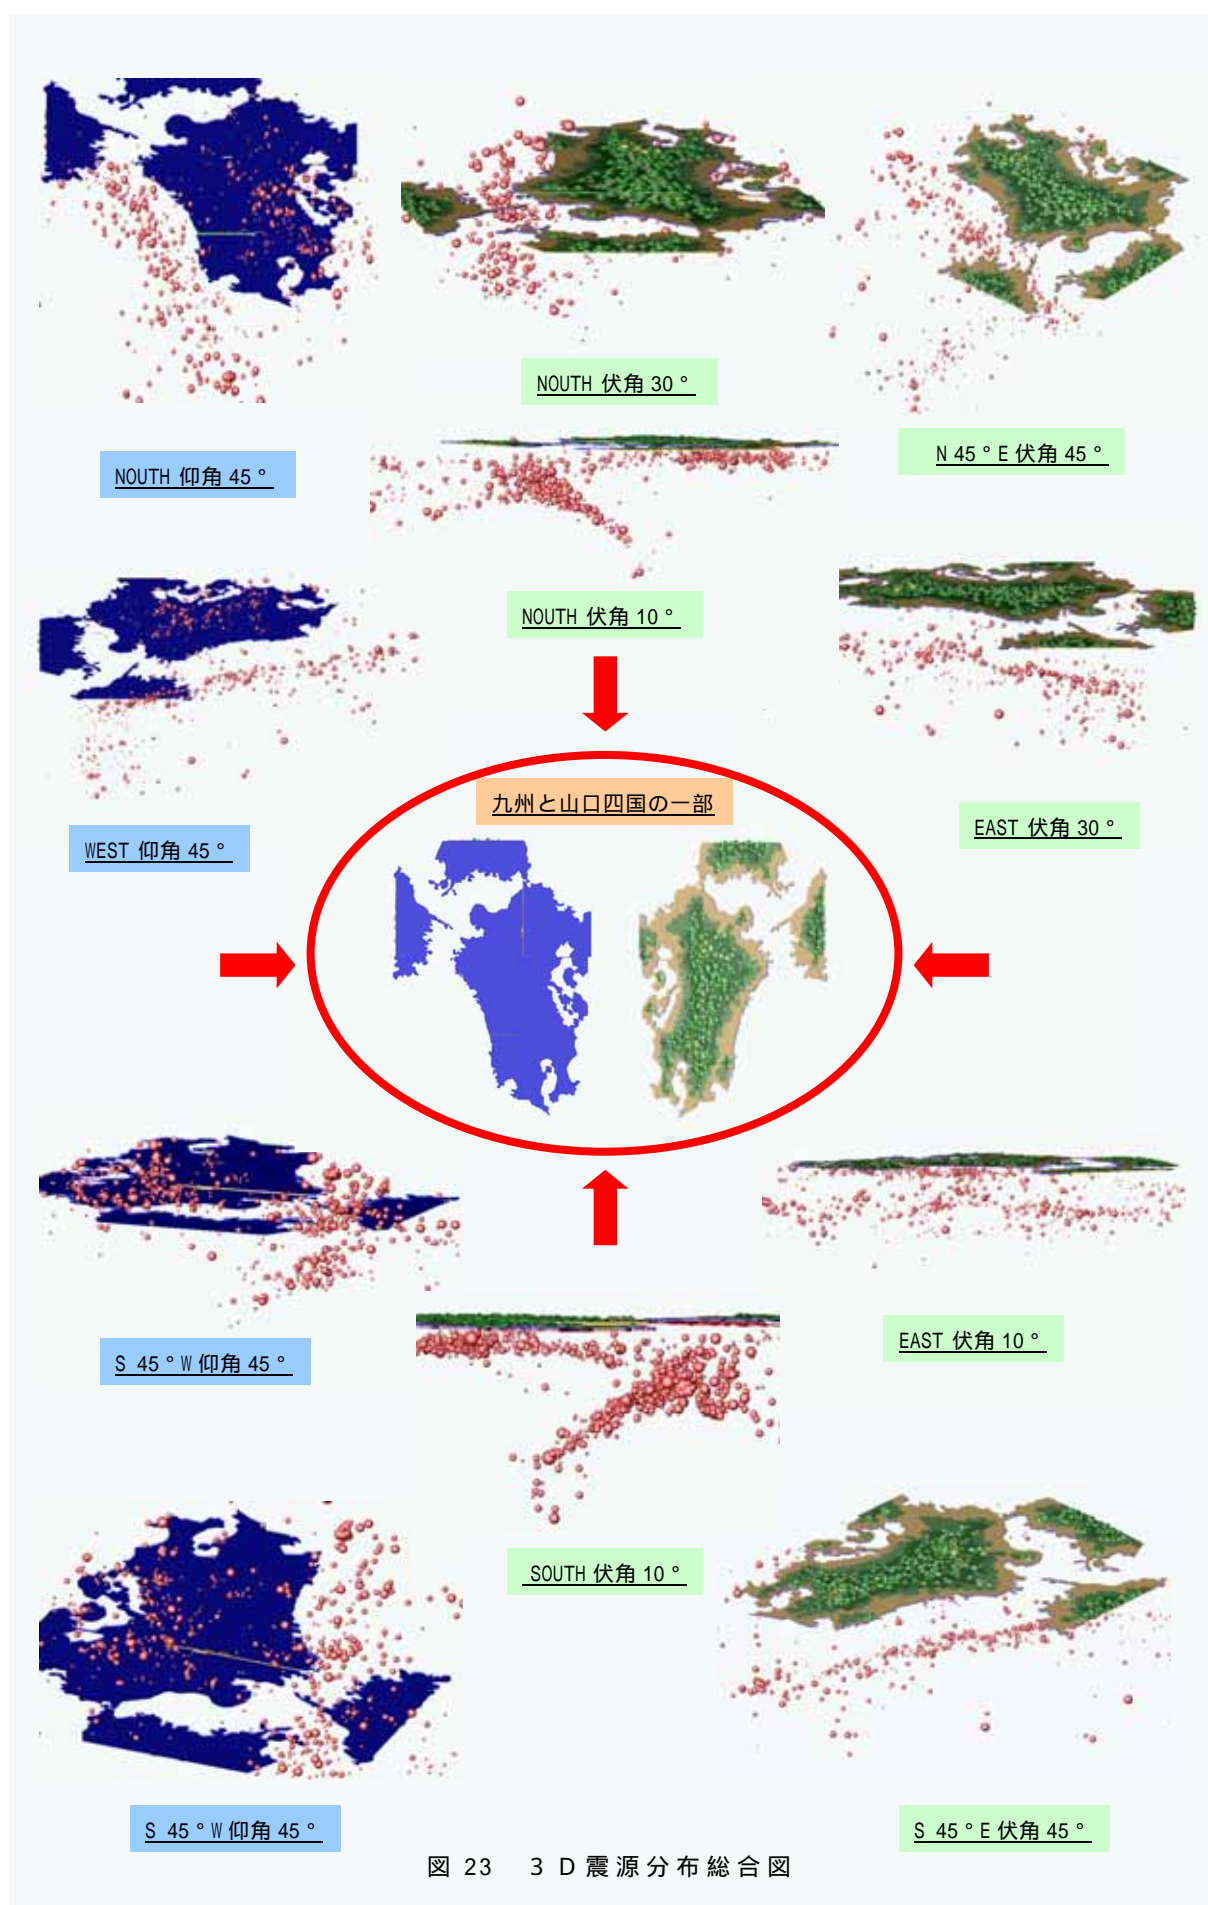 NOUTH 伏角 30 °
N 45 ° E 伏角 45 °
NOUTH 仰角 45 °
NOUTH 伏角 10 °
九州と山口四国の一部
EAST 伏角 30 °
WEST 仰角 45 °
EAST 伏角 10 °
S 45 ° W 仰角 45 °
SOUTH 伏角 10 °
S 45 ° W 仰角 45 °
S 45 ° E 伏角 45 °
図 23 3 D 震源分布総合図